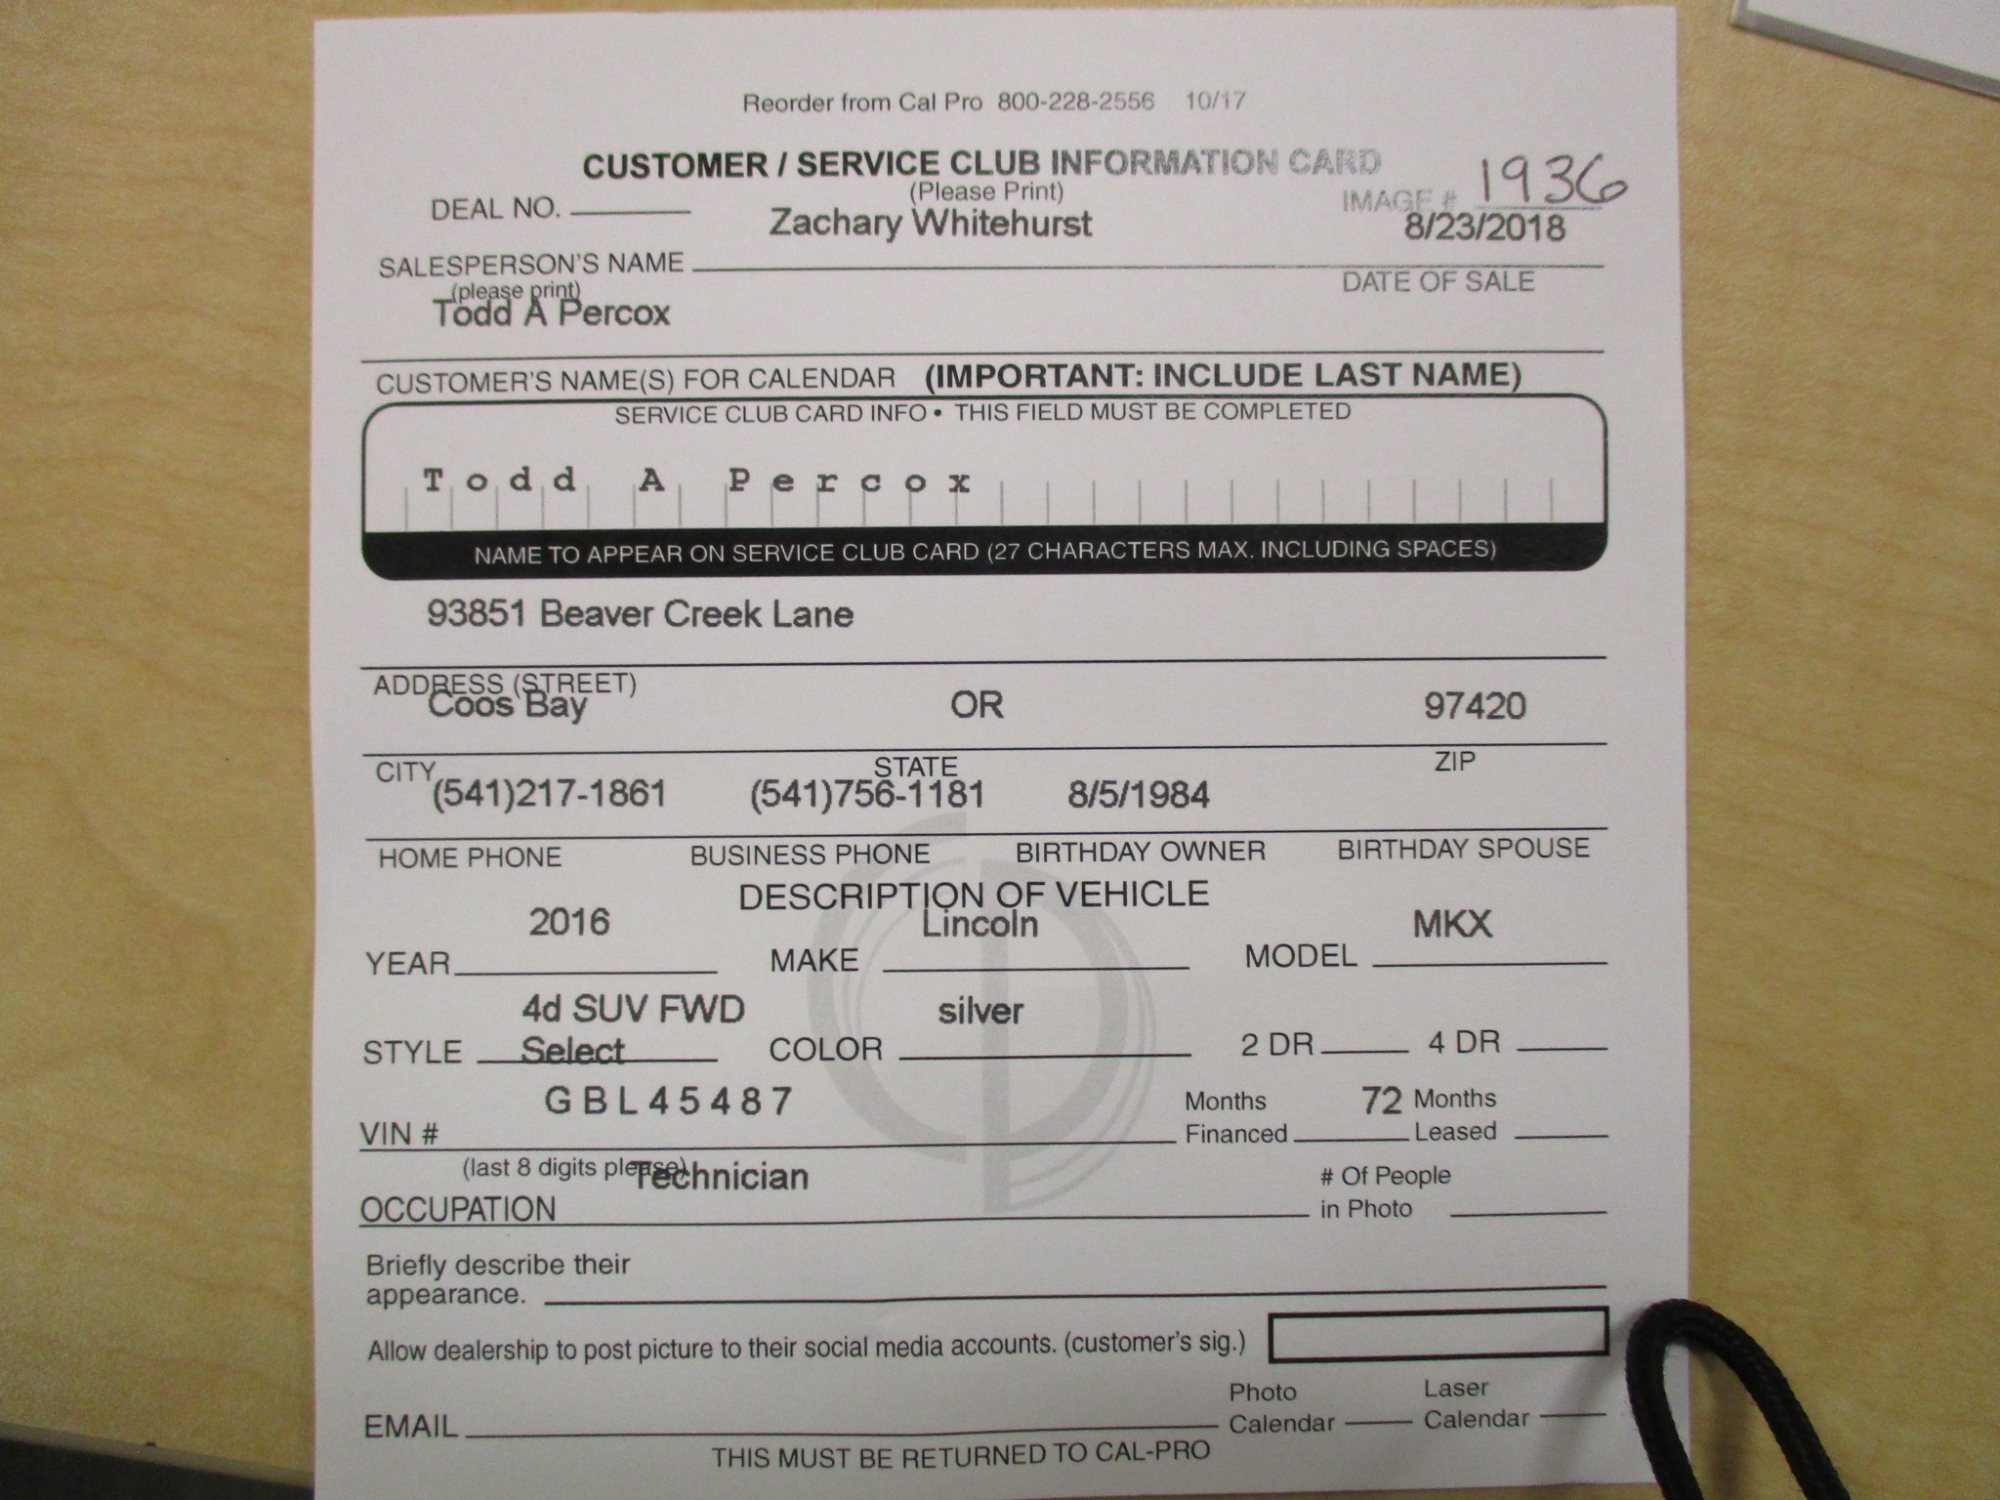 Reorder from Cal Pro 800-228-2556 10/17
CUSTOMER / SERVICE CLUB INFORMATION CARD
(Please Print)
DEAL NO.
IMAGE # 1936
Zachary Whitehurst 8/23/2018
SALESPERSON'S NAME
(please print)
DATE OF SALE
Todd A Percox
CUSTOMER'S NAME(S) FOR CALENDAR (IMPORTANT: INCLUDE LAST NAME)
SERVICE CLUB CARD INFO • THIS FIELD MUST BE COMPLETED
Todd A Percox
NAME TO APPEAR ON SERVICE CLUB CARD (27 CHARACTERS MAX. INCLUDING SPACES)
93851 Beaver Creek Lane
ADDRESS (STREET)
Coos Bay OR 97420
CITY STATE ZIP
(541)217-1861 (541)756-1181 8/5/1984
HOME PHONE BUSINESS PHONE BIRTHDAY OWNER BIRTHDAY SPOUSE
DESCRIPTION OF VEHICLE
2016 Lincoln MKX
YEAR MAKE MODEL
4d SUV FWD silver
STYLE Select COLOR 2 DR 4 DR
GBL45487 Months 72 Months
VIN # Financed Leased
(last 8 digits please) Technician # Of People
OCCUPATION in Photo
Briefly describe their
appearance.
Allow dealership to post picture to their social media accounts. (customer's sig.)
Photo Laser
EMAIL Calendar Calendar
THIS MUST BE RETURNED TO CAL-PRO